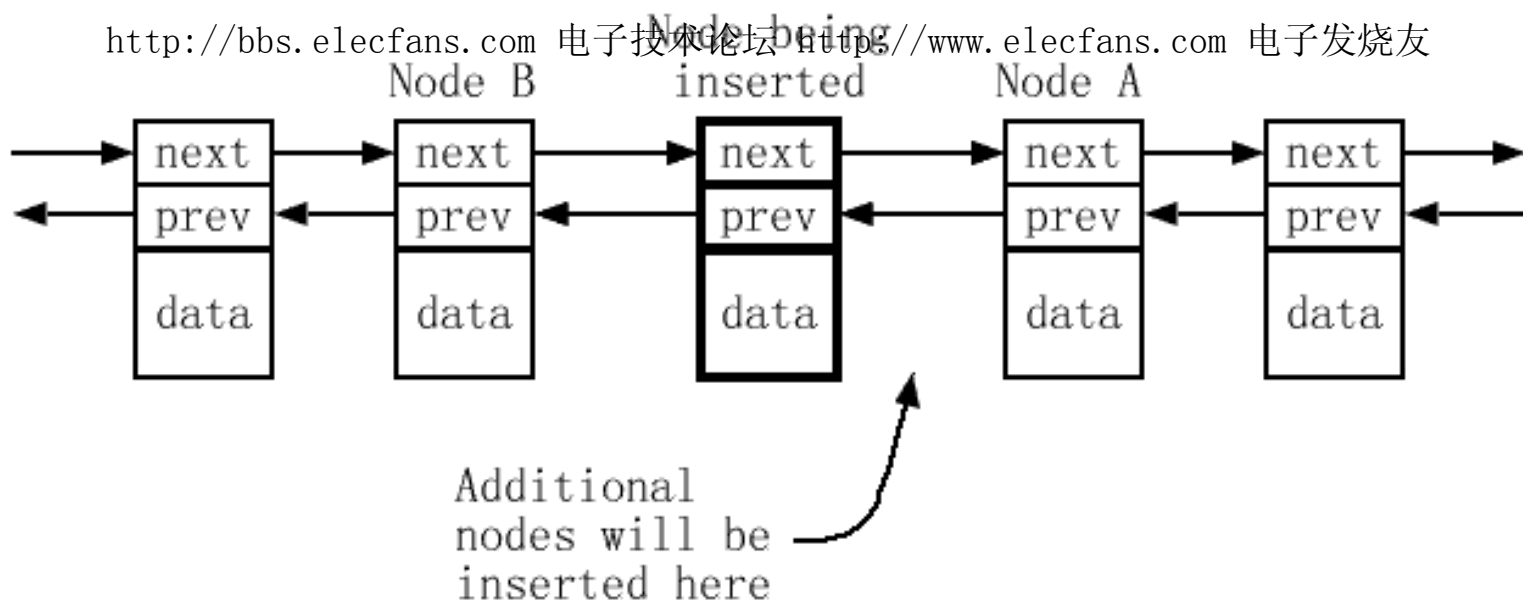 http://bbs.elecfans.com 电子技术论坛 http://www.elecfans.com 电子发烧友
Node being
inserted
Node B
Node A
next
next
next
next
next
prev
prev
prev
prev
prev
data
data
data
data
data
Additional
nodes will be
inserted here